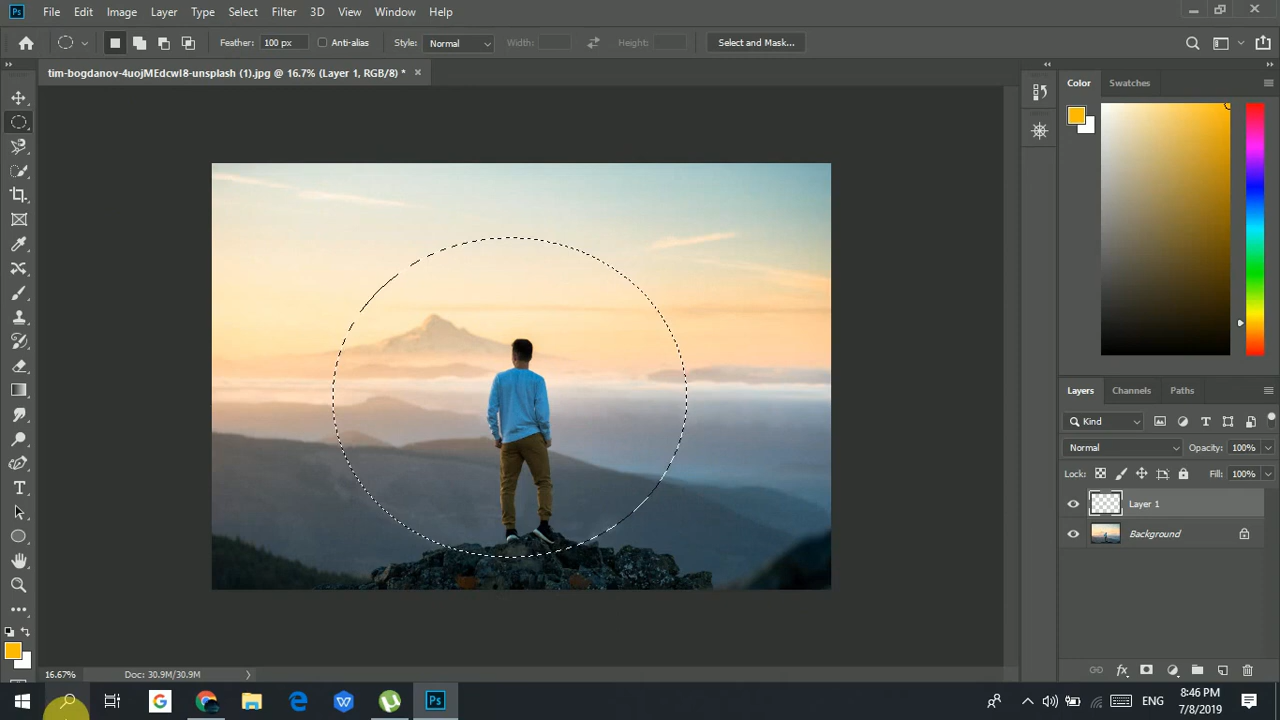 Ps File Edit Image Layer Type Select Filter 3D View Window Help
Feather: 100 px Anti-alias Style: Normal Width: Height: Select and Mask...
tim-bogdanov-4uojMEdcwI8-unsplash (1).jpg @ 16.7% (Layer 1, RGB/8) *
Color Swatches
Layers Channels Paths
Kind
Normal Opacity: 100%
Lock: Fill: 100%
Layer 1
Background
16.67% Doc: 30.9M/30.9M
ENG 8:46 PM
7/8/2019